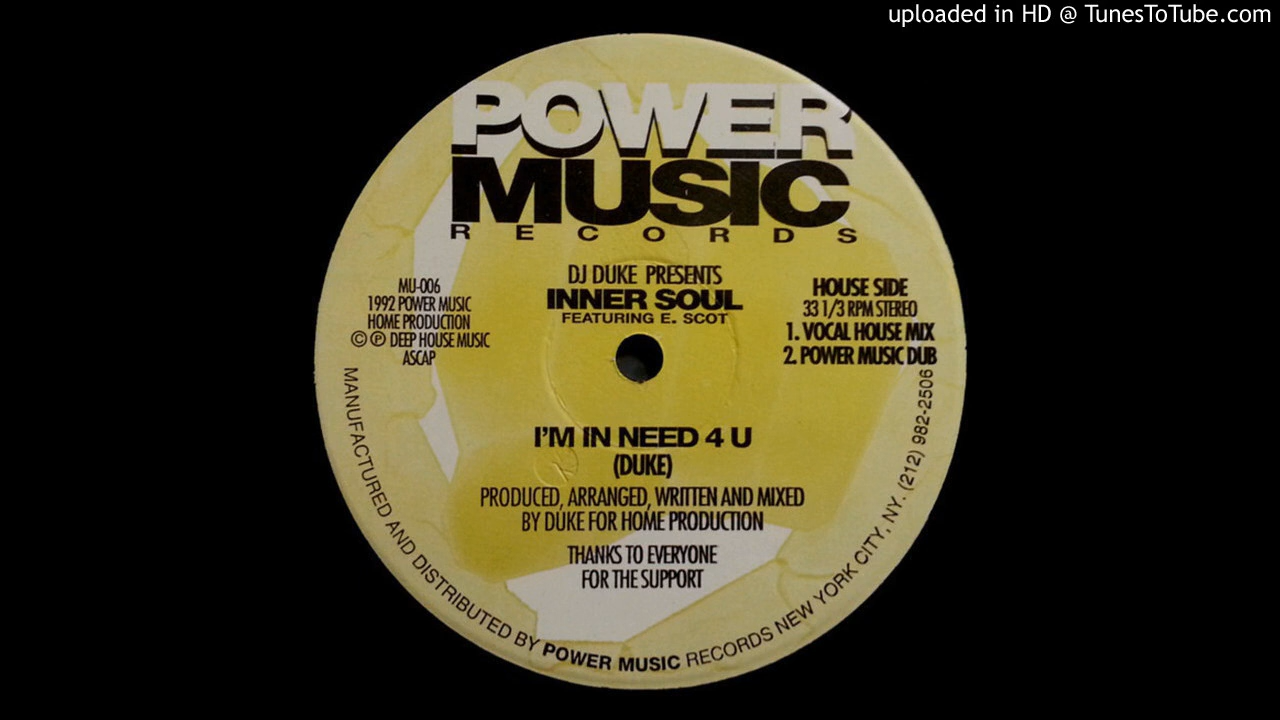 uploaded in HD @ TunesToTube.com
POWER
MUSIC
RECORDS
MU-006
1992 POWER MUSIC
HOME PRODUCTION
© ℗ DEEP HOUSE MUSIC
ASCAP
DJ DUKE PRESENTS
INNER SOUL
FEATURING E. SCOT
HOUSE SIDE
33 1/3 RPM STEREO
1. VOCAL HOUSE MIX
2. POWER MUSIC DUB
I'M IN NEED 4 U
(DUKE)
PRODUCED, ARRANGED, WRITTEN AND MIXED
BY DUKE FOR HOME PRODUCTION
THANKS TO EVERYONE
FOR THE SUPPORT
MANUFACTURED AND DISTRIBUTED BY POWER MUSIC RECORDS NEW YORK CITY, NY. (212) 982-2506